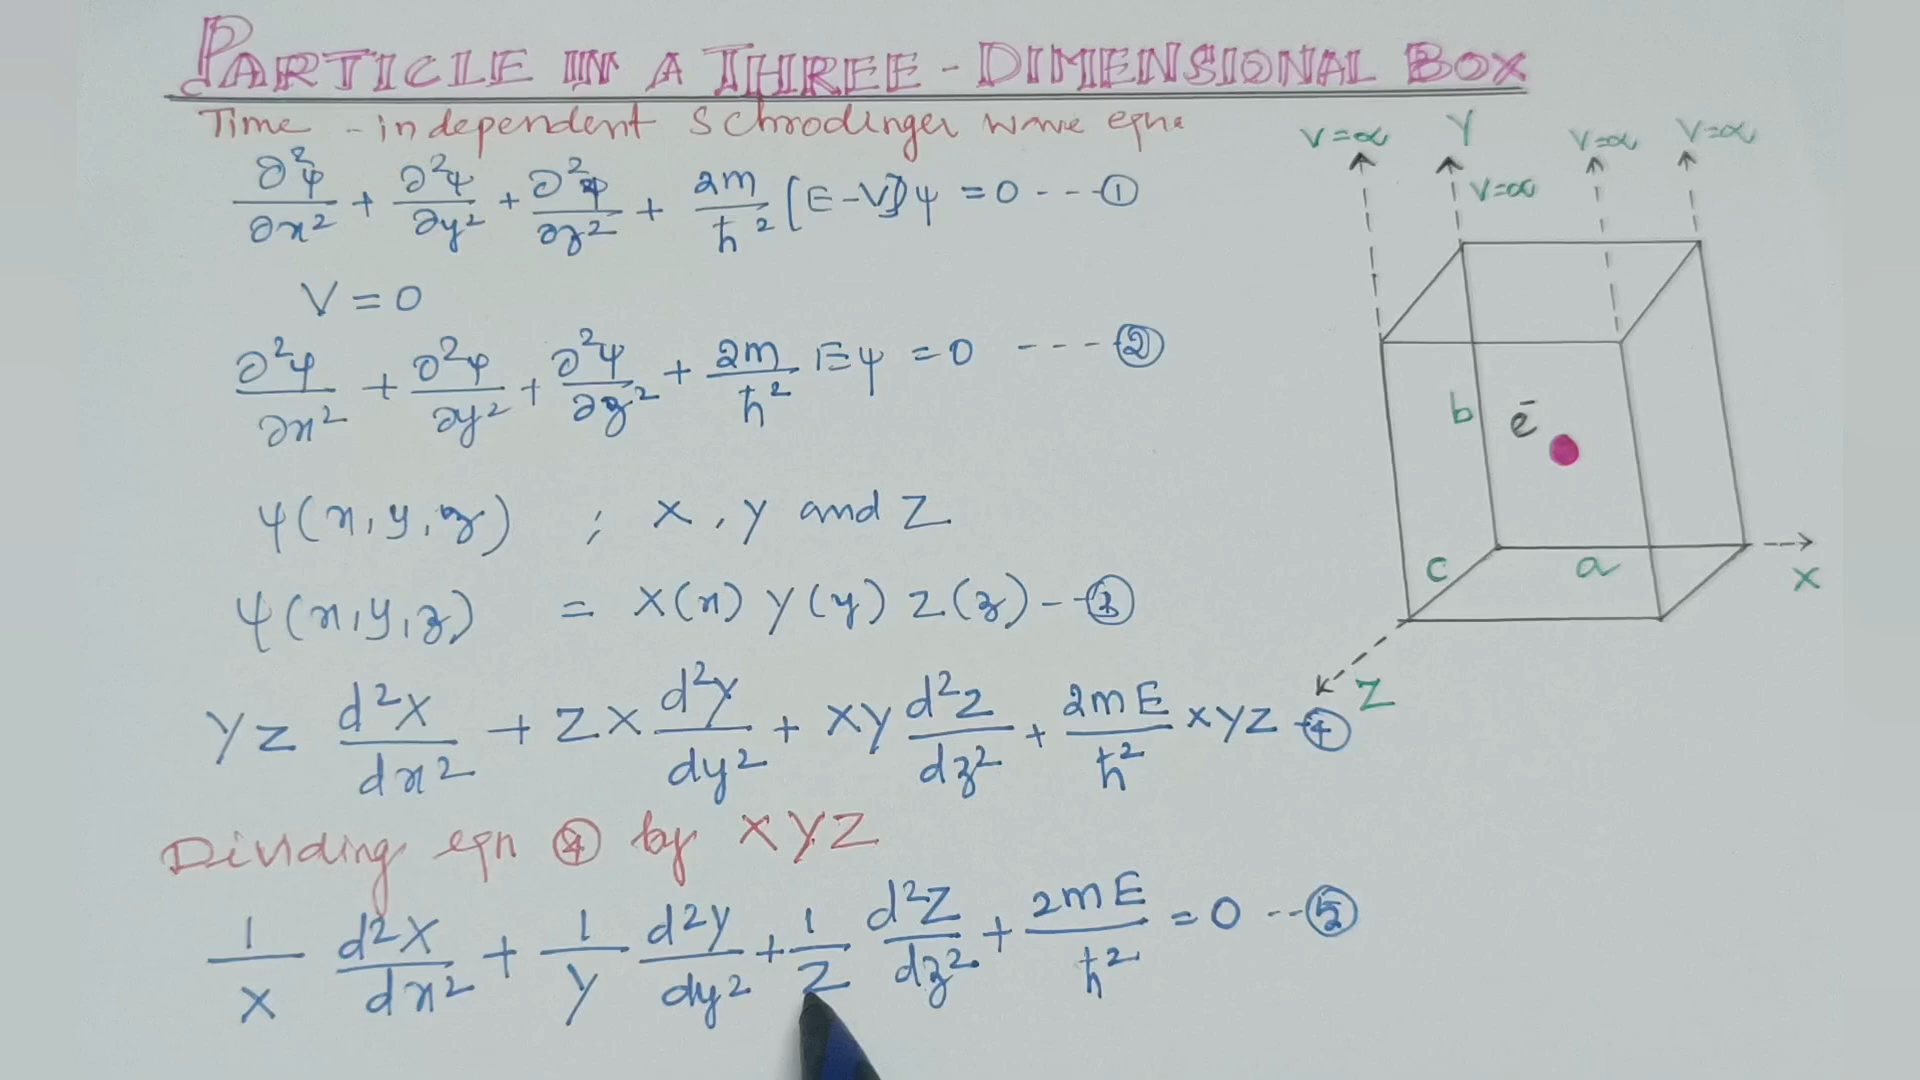 PARTICLE IN A THREE-DIMENSIONAL BOX
Time-independent Schrodinger wave eqn
∂²ψ/∂x² + ∂²ψ/∂y² + ∂²ψ/∂z² + 2m/ħ² [E-V]ψ = 0 ---①
V = 0
∂²ψ/∂x² + ∂²ψ/∂y² + ∂²ψ/∂z² + 2m/ħ² Eψ = 0 ---②
ψ(x,y,z) ; X, Y and Z
ψ(x,y,z) = X(x) Y(y) Z(z) --③
YZ d²X/dx² + ZX d²Y/dy² + XY d²Z/dz² + 2mE/ħ² XYZ -④
Dividing eqn ④ by XYZ
1/X d²X/dx² + 1/Y d²Y/dy² + 1/Z d²Z/dz² + 2mE/ħ² = 0 --⑤
V=∝
Y
V=∝
V=∝
V=∞
b
ē
c
a
X
Z